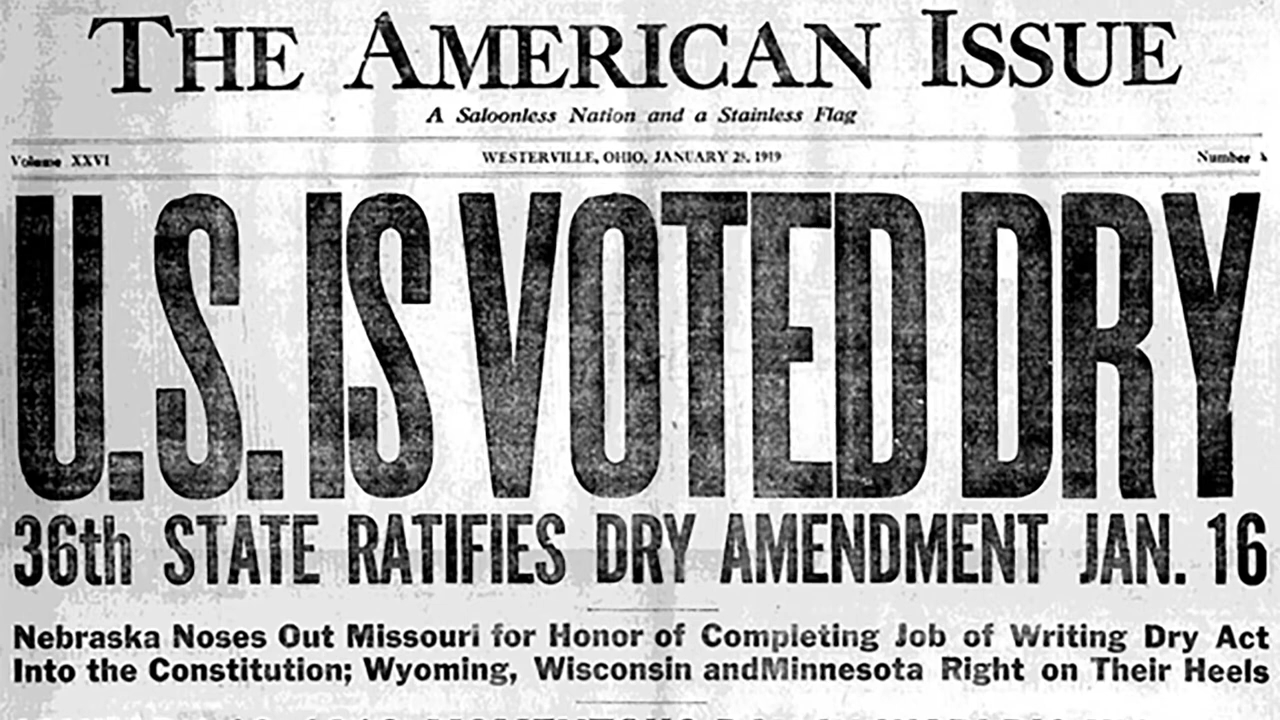 THE AMERICAN ISSUE
A Saloonless Nation and a Stainless Flag
Volume XXVI WESTERVILLE, OHIO, JANUARY 25, 1919 Number
U.S. IS VOTED DRY
36th STATE RATIFIES DRY AMENDMENT JAN. 16
Nebraska Noses Out Missouri for Honor of Completing Job of Writing Dry Act
Into the Constitution; Wyoming, Wisconsin andMinnesota Right on Their Heels